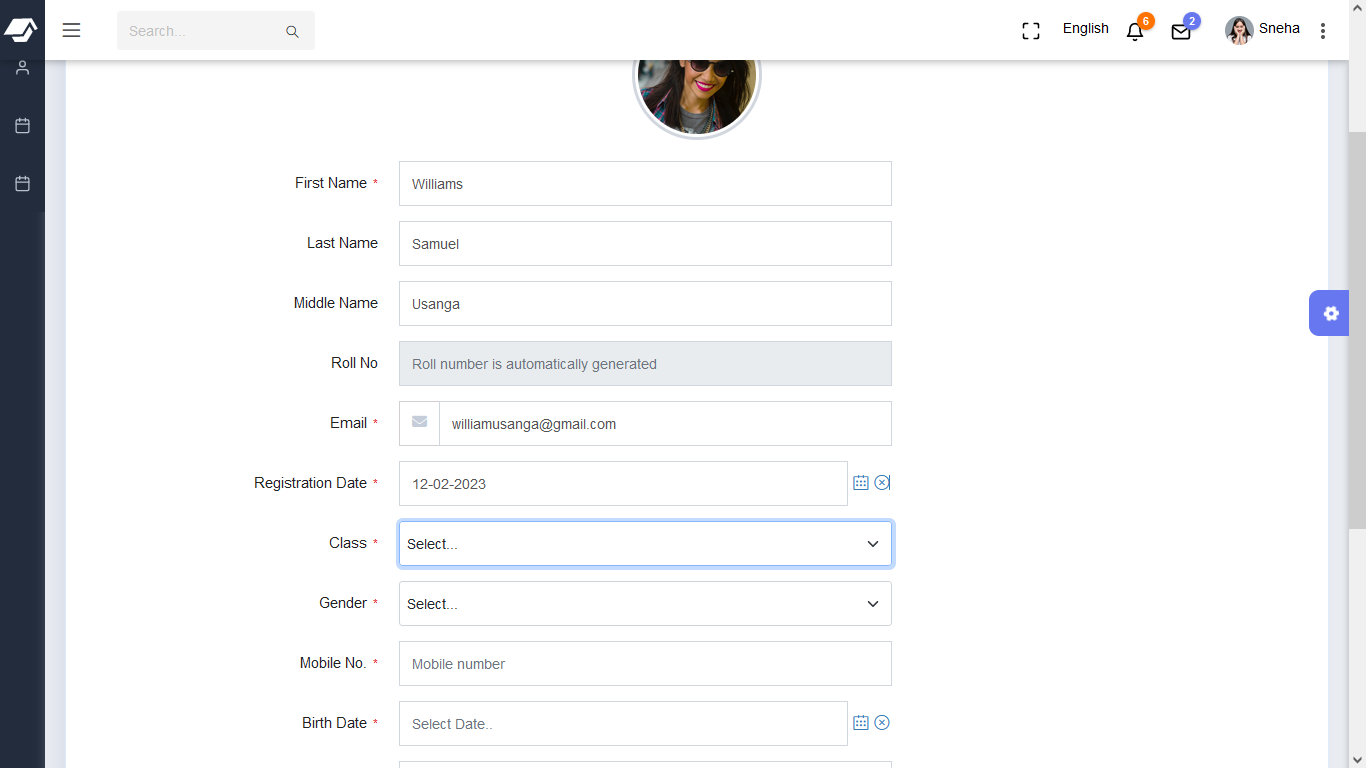 Search...
English
6
2
Sneha
First Name *
Williams
Last Name
Samuel
Middle Name
Usanga
Roll No
Roll number is automatically generated
Email *
williamusanga@gmail.com
Registration Date *
12-02-2023
Class *
Select...
Gender *
Select...
Mobile No. *
Mobile number
Birth Date *
Select Date..